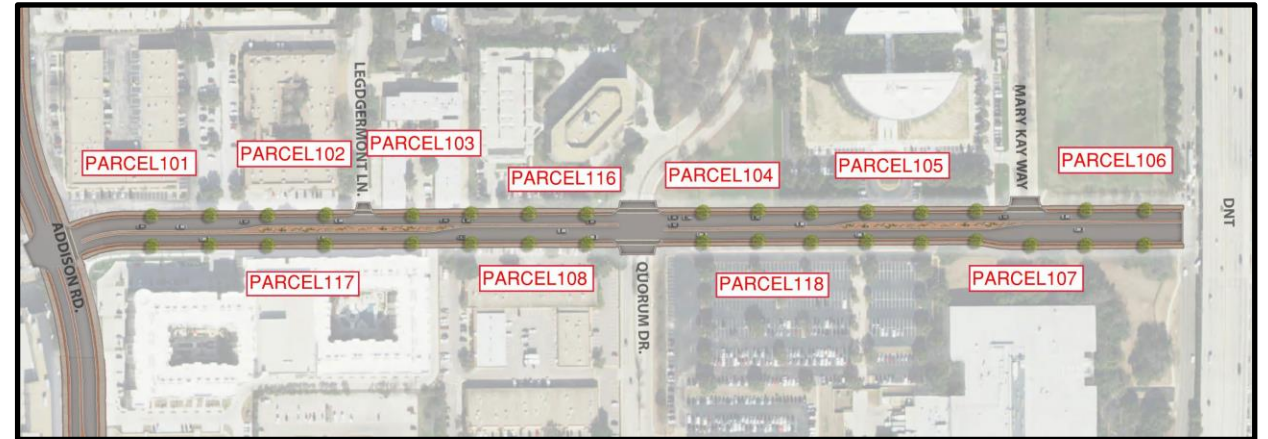 LEGDGERMONT LN.
MARY KAY WAY
PARCEL101
PARCEL102
PARCEL103
PARCEL116
PARCEL104
PARCEL105
PARCEL106
DNT
ADDISON RD.
PARCEL117
PARCEL108
QUORUM DR.
PARCEL118
PARCEL107